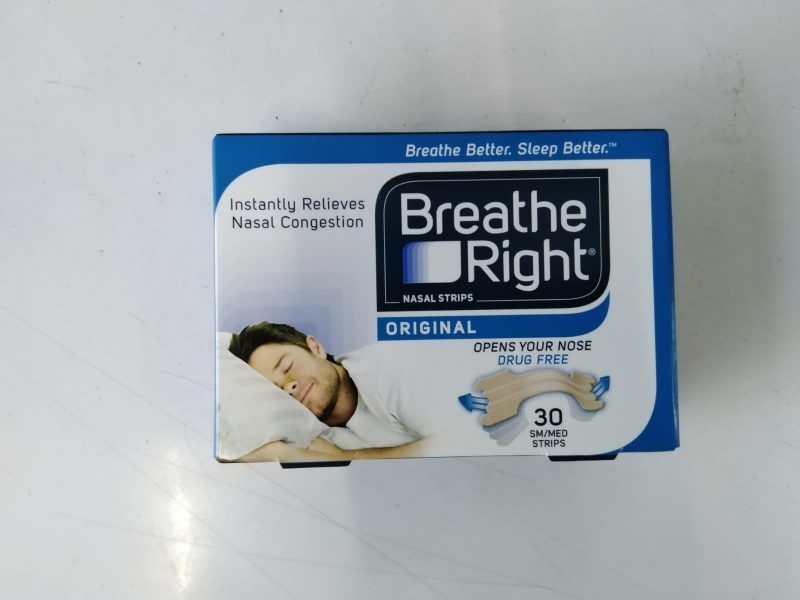 Breathe Better. Sleep Better.™
Instantly Relieves
Nasal Congestion
Breathe
Right®
NASAL STRIPS
ORIGINAL
OPENS YOUR NOSE
DRUG FREE
30
SM/MED
STRIPS